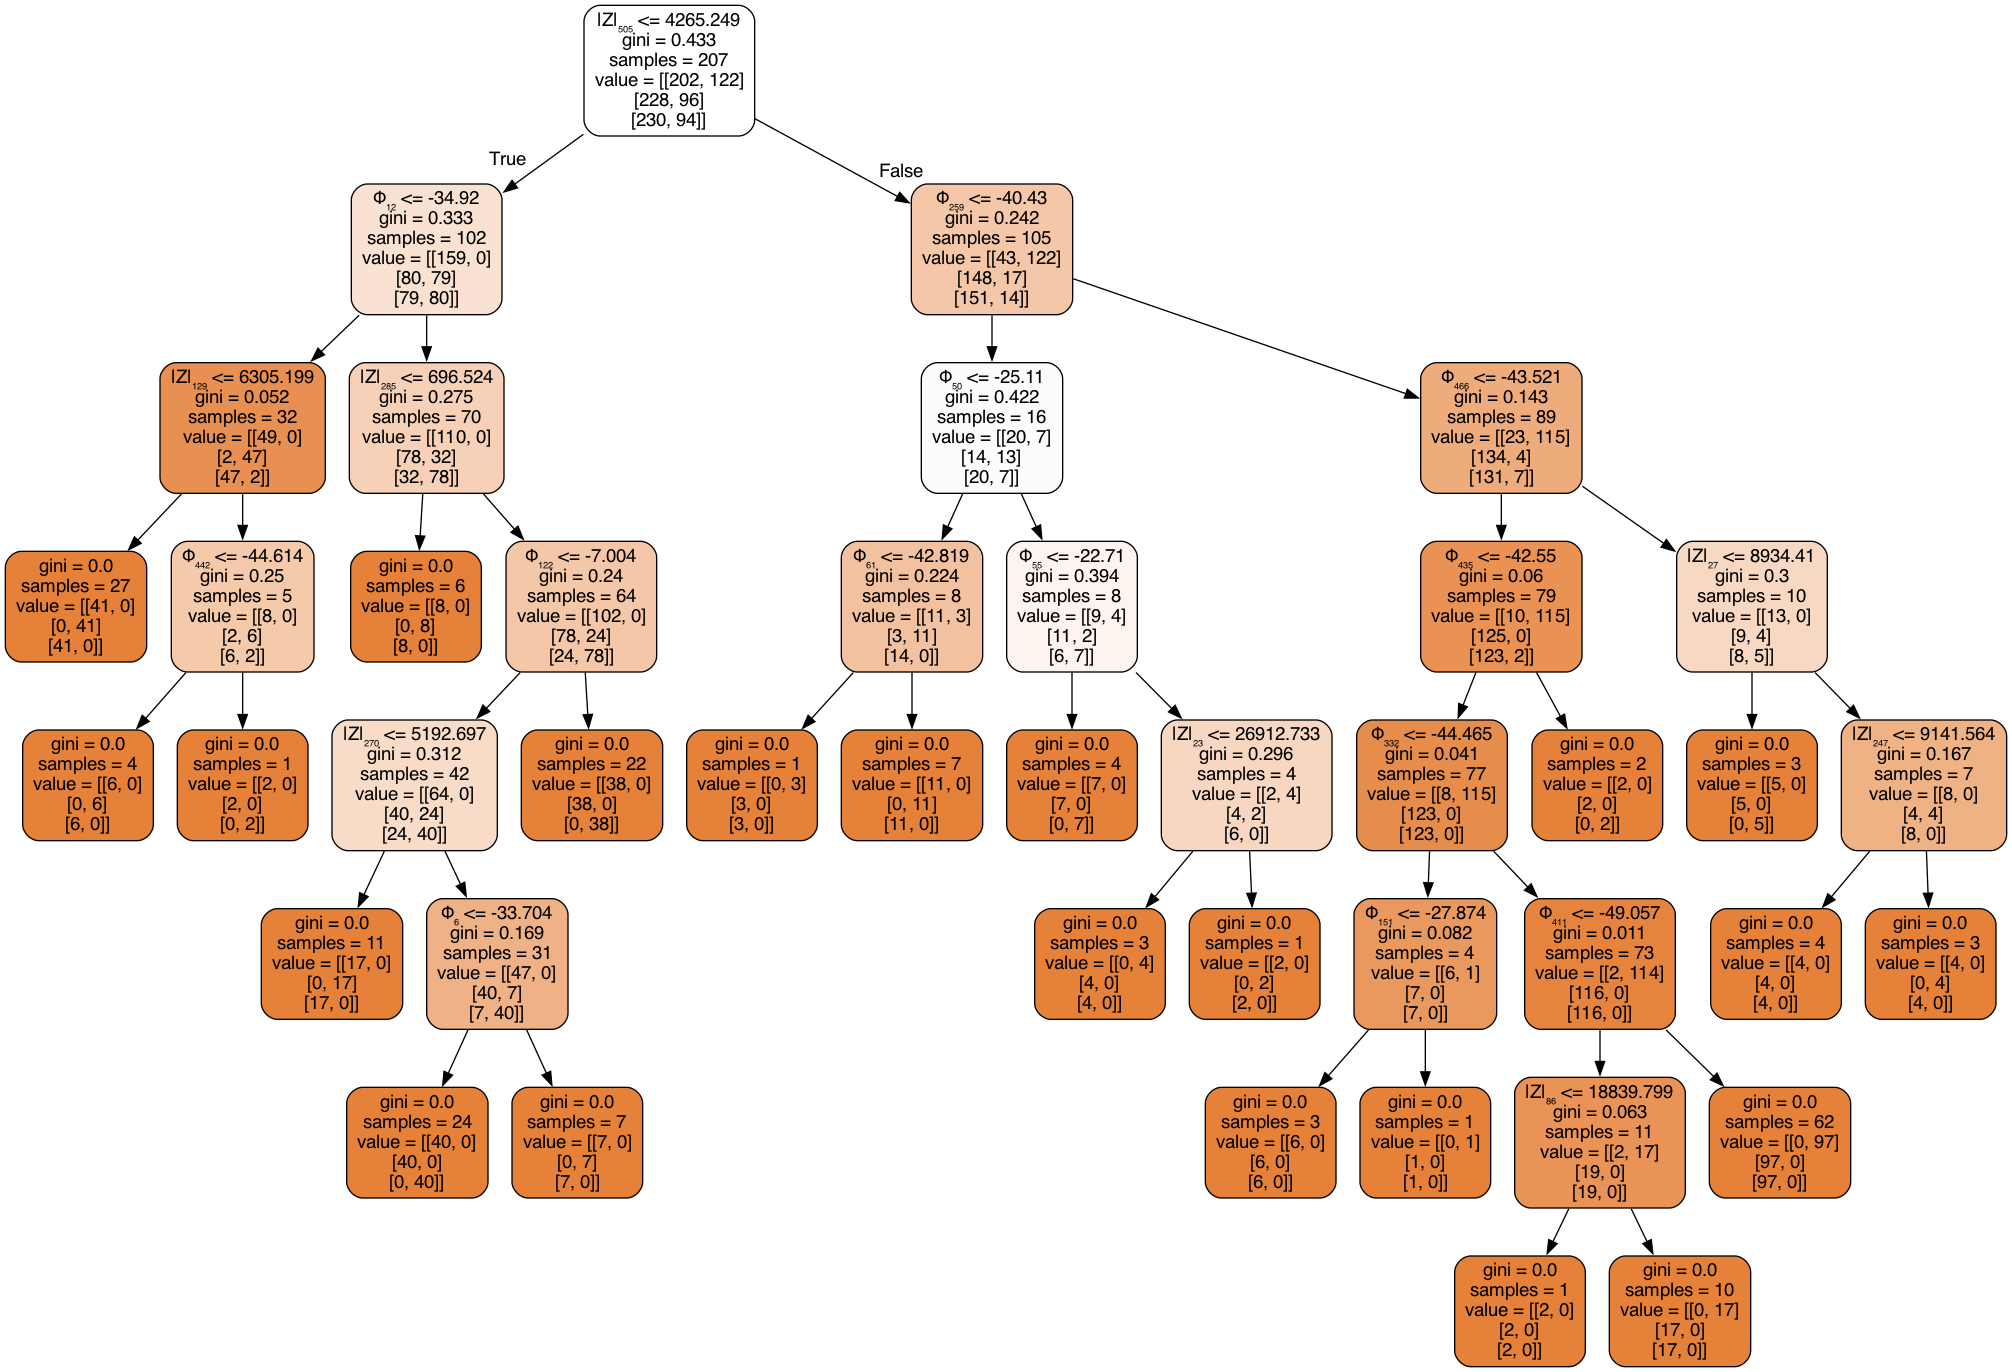 |Z|₅₀₅ <= 4265.249
gini = 0.433
samples = 207
value = [[202, 122]
[228, 96]
[230, 94]]
True
False
Φ₁₂ <= -34.92
gini = 0.333
samples = 102
value = [[159, 0]
[80, 79]
[79, 80]]
Φ₂₅₉ <= -40.43
gini = 0.242
samples = 105
value = [[43, 122]
[148, 17]
[151, 14]]
|Z|₁₂₉ <= 6305.199
gini = 0.052
samples = 32
value = [[49, 0]
[2, 47]
[47, 2]]
|Z|₂₈₅ <= 696.524
gini = 0.275
samples = 70
value = [[110, 0]
[78, 32]
[32, 78]]
Φ₅₀ <= -25.11
gini = 0.422
samples = 16
value = [[20, 7]
[14, 13]
[20, 7]]
Φ₄₆₆ <= -43.521
gini = 0.143
samples = 89
value = [[23, 115]
[134, 4]
[131, 7]]
gini = 0.0
samples = 27
value = [[41, 0]
[0, 41]
[41, 0]]
Φ₄₄₂ <= -44.614
gini = 0.25
samples = 5
value = [[8, 0]
[2, 6]
[6, 2]]
gini = 0.0
samples = 6
value = [[8, 0]
[0, 8]
[8, 0]]
Φ₁₂₂ <= -7.004
gini = 0.24
samples = 64
value = [[102, 0]
[78, 24]
[24, 78]]
Φ₆₁ <= -42.819
gini = 0.224
samples = 8
value = [[11, 3]
[3, 11]
[14, 0]]
Φ₅₅ <= -22.71
gini = 0.394
samples = 8
value = [[9, 4]
[11, 2]
[6, 7]]
Φ₄₃₅ <= -42.55
gini = 0.06
samples = 79
value = [[10, 115]
[125, 0]
[123, 2]]
|Z|₂₇ <= 8934.41
gini = 0.3
samples = 10
value = [[13, 0]
[9, 4]
[8, 5]]
gini = 0.0
samples = 4
value = [[6, 0]
[0, 6]
[6, 0]]
gini = 0.0
samples = 1
value = [[2, 0]
[2, 0]
[0, 2]]
|Z|₂₇₀ <= 5192.697
gini = 0.312
samples = 42
value = [[64, 0]
[40, 24]
[24, 40]]
gini = 0.0
samples = 22
value = [[38, 0]
[38, 0]
[0, 38]]
gini = 0.0
samples = 1
value = [[0, 3]
[3, 0]
[3, 0]]
gini = 0.0
samples = 7
value = [[11, 0]
[0, 11]
[11, 0]]
gini = 0.0
samples = 4
value = [[7, 0]
[7, 0]
[0, 7]]
|Z|₂₃ <= 26912.733
gini = 0.296
samples = 4
value = [[2, 4]
[4, 2]
[6, 0]]
Φ₃₃₂ <= -44.465
gini = 0.041
samples = 77
value = [[8, 115]
[123, 0]
[123, 0]]
gini = 0.0
samples = 2
value = [[2, 0]
[2, 0]
[0, 2]]
gini = 0.0
samples = 3
value = [[5, 0]
[5, 0]
[0, 5]]
|Z|₂₄₇ <= 9141.564
gini = 0.167
samples = 7
value = [[8, 0]
[4, 4]
[8, 0]]
gini = 0.0
samples = 11
value = [[17, 0]
[0, 17]
[17, 0]]
Φ₆ <= -33.704
gini = 0.169
samples = 31
value = [[47, 0]
[40, 7]
[7, 40]]
gini = 0.0
samples = 3
value = [[0, 4]
[4, 0]
[4, 0]]
gini = 0.0
samples = 1
value = [[2, 0]
[0, 2]
[2, 0]]
Φ₁₅₁ <= -27.874
gini = 0.082
samples = 4
value = [[6, 1]
[7, 0]
[7, 0]]
Φ₄₁₁ <= -49.057
gini = 0.011
samples = 73
value = [[2, 114]
[116, 0]
[116, 0]]
gini = 0.0
samples = 4
value = [[4, 0]
[4, 0]
[4, 0]]
gini = 0.0
samples = 3
value = [[4, 0]
[0, 4]
[4, 0]]
gini = 0.0
samples = 24
value = [[40, 0]
[40, 0]
[0, 40]]
gini = 0.0
samples = 7
value = [[7, 0]
[0, 7]
[7, 0]]
gini = 0.0
samples = 3
value = [[6, 0]
[6, 0]
[6, 0]]
gini = 0.0
samples = 1
value = [[0, 1]
[1, 0]
[1, 0]]
|Z|₈₆ <= 18839.799
gini = 0.063
samples = 11
value = [[2, 17]
[19, 0]
[19, 0]]
gini = 0.0
samples = 62
value = [[0, 97]
[97, 0]
[97, 0]]
gini = 0.0
samples = 1
value = [[2, 0]
[2, 0]
[2, 0]]
gini = 0.0
samples = 10
value = [[0, 17]
[17, 0]
[17, 0]]